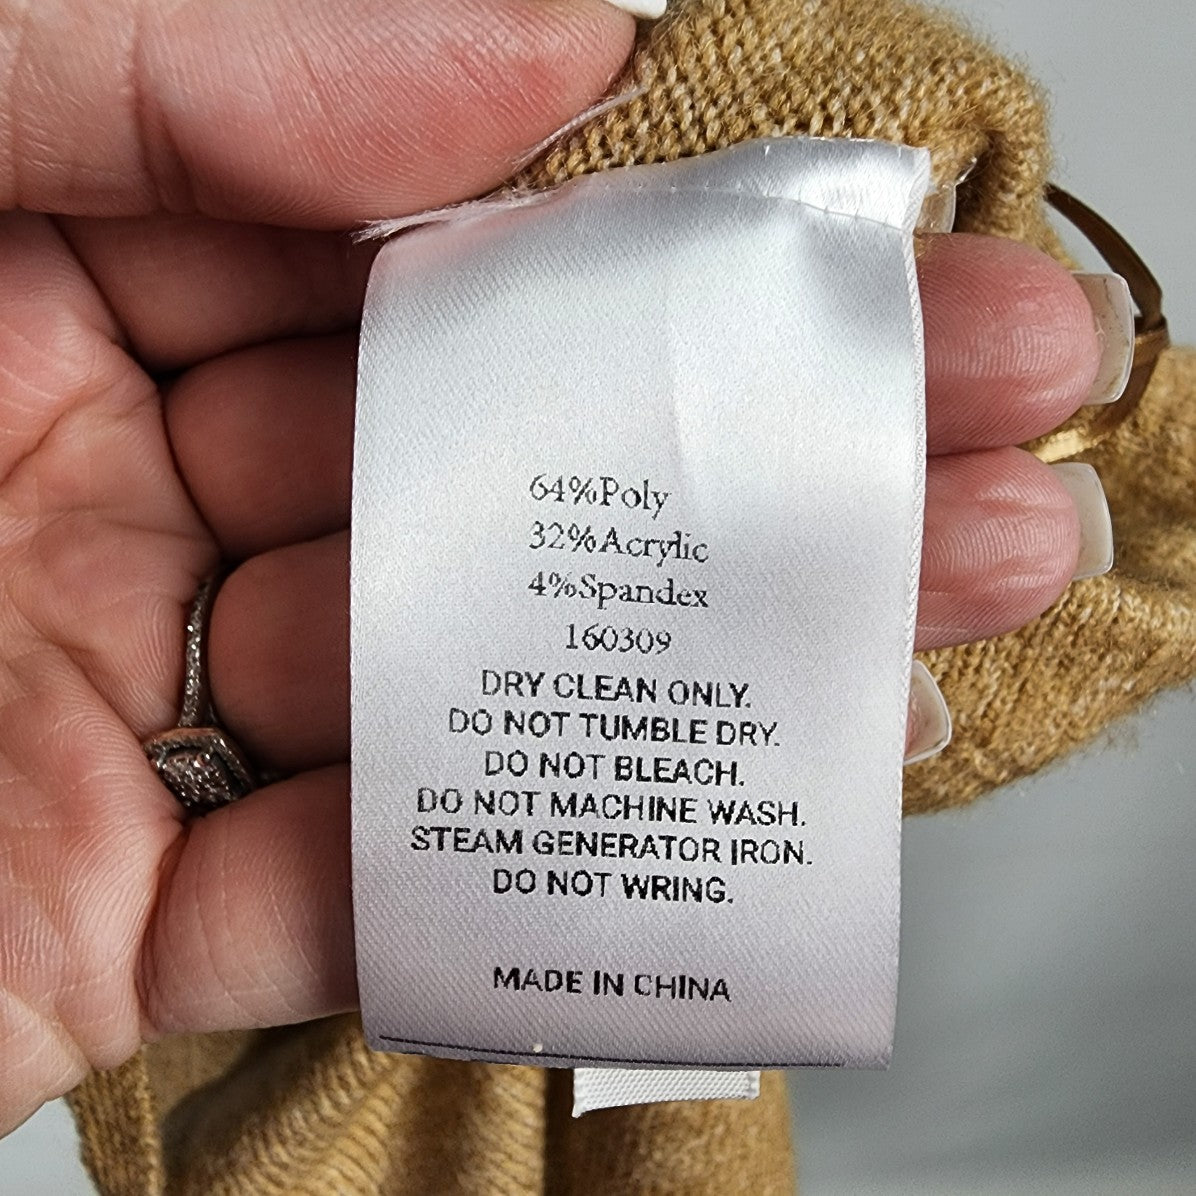 64%Poly
32%Acrylic
4%Spandex
160309
DRY CLEAN ONLY.
DO NOT TUMBLE DRY.
DO NOT BLEACH.
DO NOT MACHINE WASH.
STEAM GENERATOR IRON.
DO NOT WRING.
MADE IN CHINA